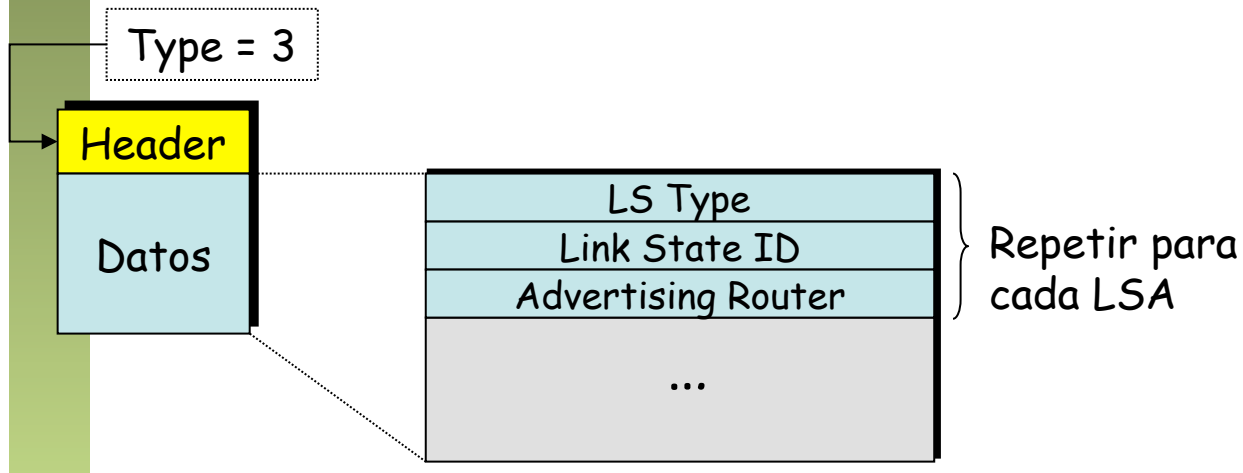 Type = 3
Header
Datos
LS Type
Link State ID
Advertising Router
...
Repetir para
cada LSA